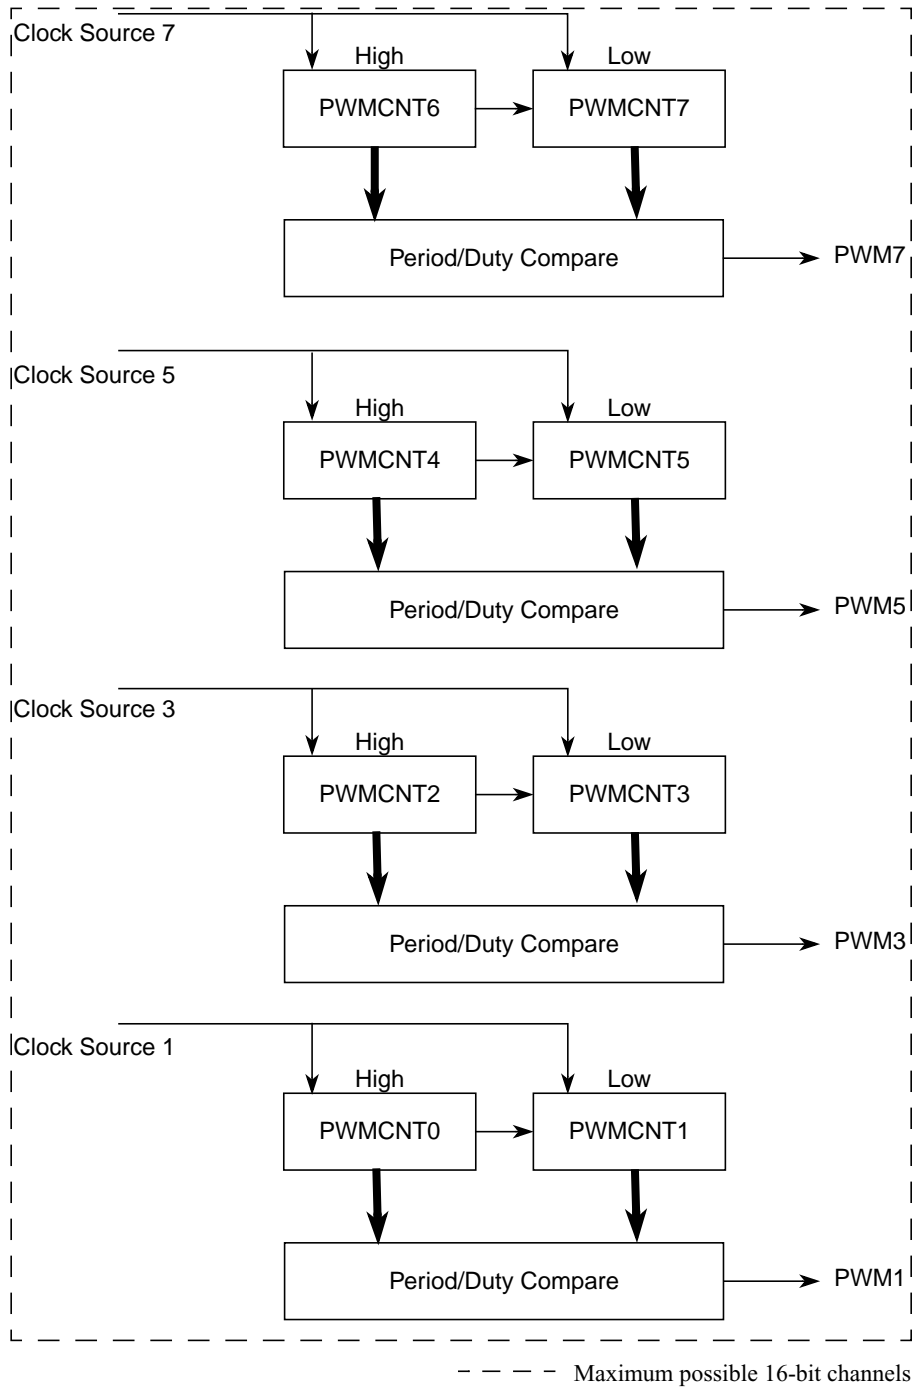 Clock Source 7
High
Low
PWMCNT6
PWMCNT7
Period/Duty Compare
PWM7
Clock Source 5
High
Low
PWMCNT4
PWMCNT5
Period/Duty Compare
PWM5
Clock Source 3
High
Low
PWMCNT2
PWMCNT3
Period/Duty Compare
PWM3
Clock Source 1
High
Low
PWMCNT0
PWMCNT1
Period/Duty Compare
PWM1
Maximum possible 16-bit channels